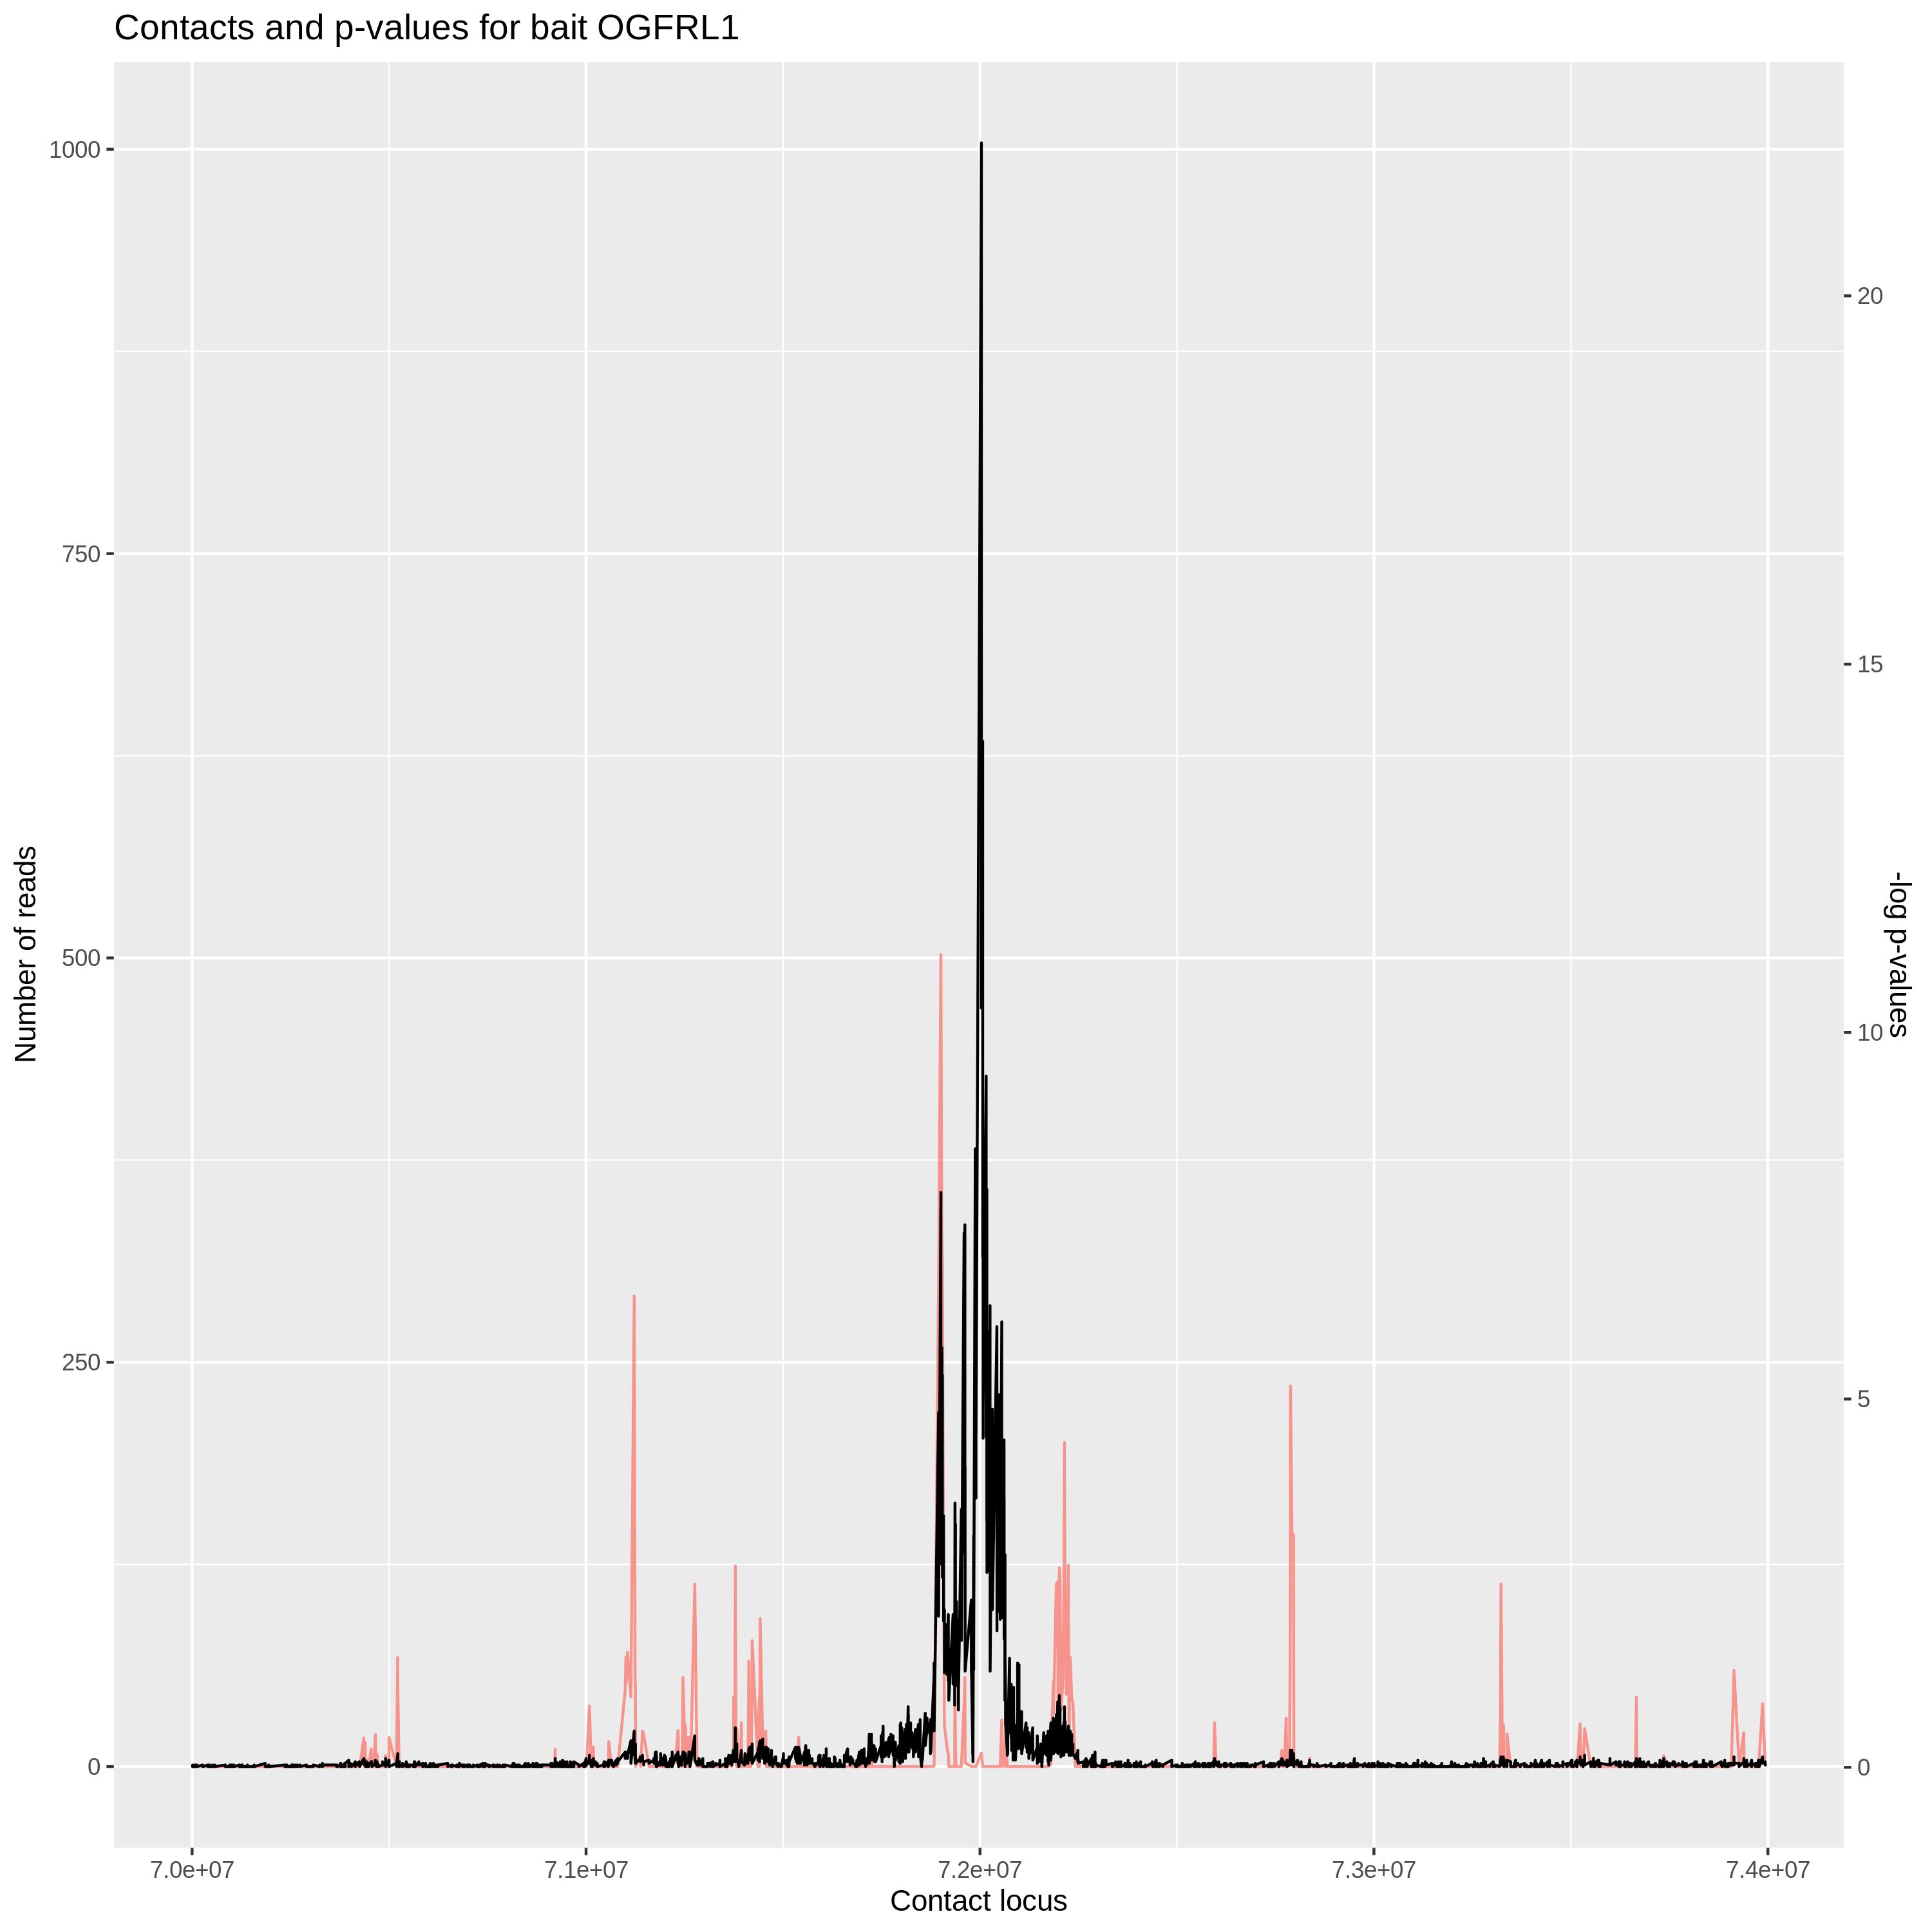 Contacts and p-values for bait OGFRL1
1000
750
500
250
0
Number of reads
20
15
10
5
0
-log p-values
7.0e+07 7.1e+07 7.2e+07 7.3e+07 7.4e+07
Contact locus